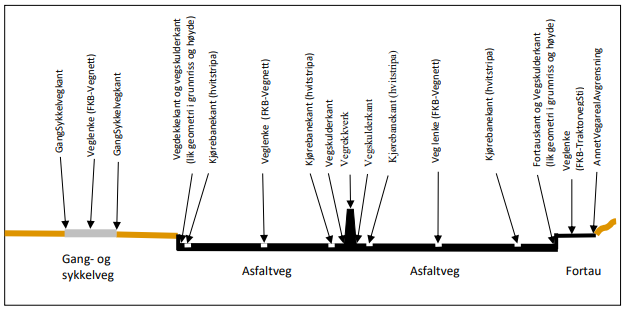 GangSykkelvegkant
Veglenke (FKB-Vegnett)
GangSykkelvegkant
Vegdekkekant og vegskulderkant
(lik geometri i grunnriss og høyde)
Kjørebanekant (hvitstripa)
Veglenke (FKB-Vegnett)
Kjørebanekant (hvitstripa)
Vegskulderkant
Vegrekkverk
Vegskulderkant
Kjørebanekant (hvitstripa)
Veg lenke (FKB-Vegnett)
Kjørebanekant (hvitstripa)
Fortauskant og Vegskulderkant
(lik geometri i grunnriss og høyde)
Veglenke
(FKB-TraktorvegSti)
AnnetVegarealAvgrensning
Gang- og
sykkelveg
Asfaltveg
Asfaltveg
Fortau